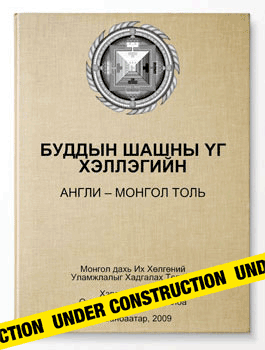 БУДДЫН ШАШНЫ ҮГ
ХЭЛЛЭГИЙН
АНГЛИ – МОНГОЛ ТОЛЬ
Монгол дахь Их Хөлгөний
Уламжлалыг Хадгалах
2009
UNDER CONSTRUCTION